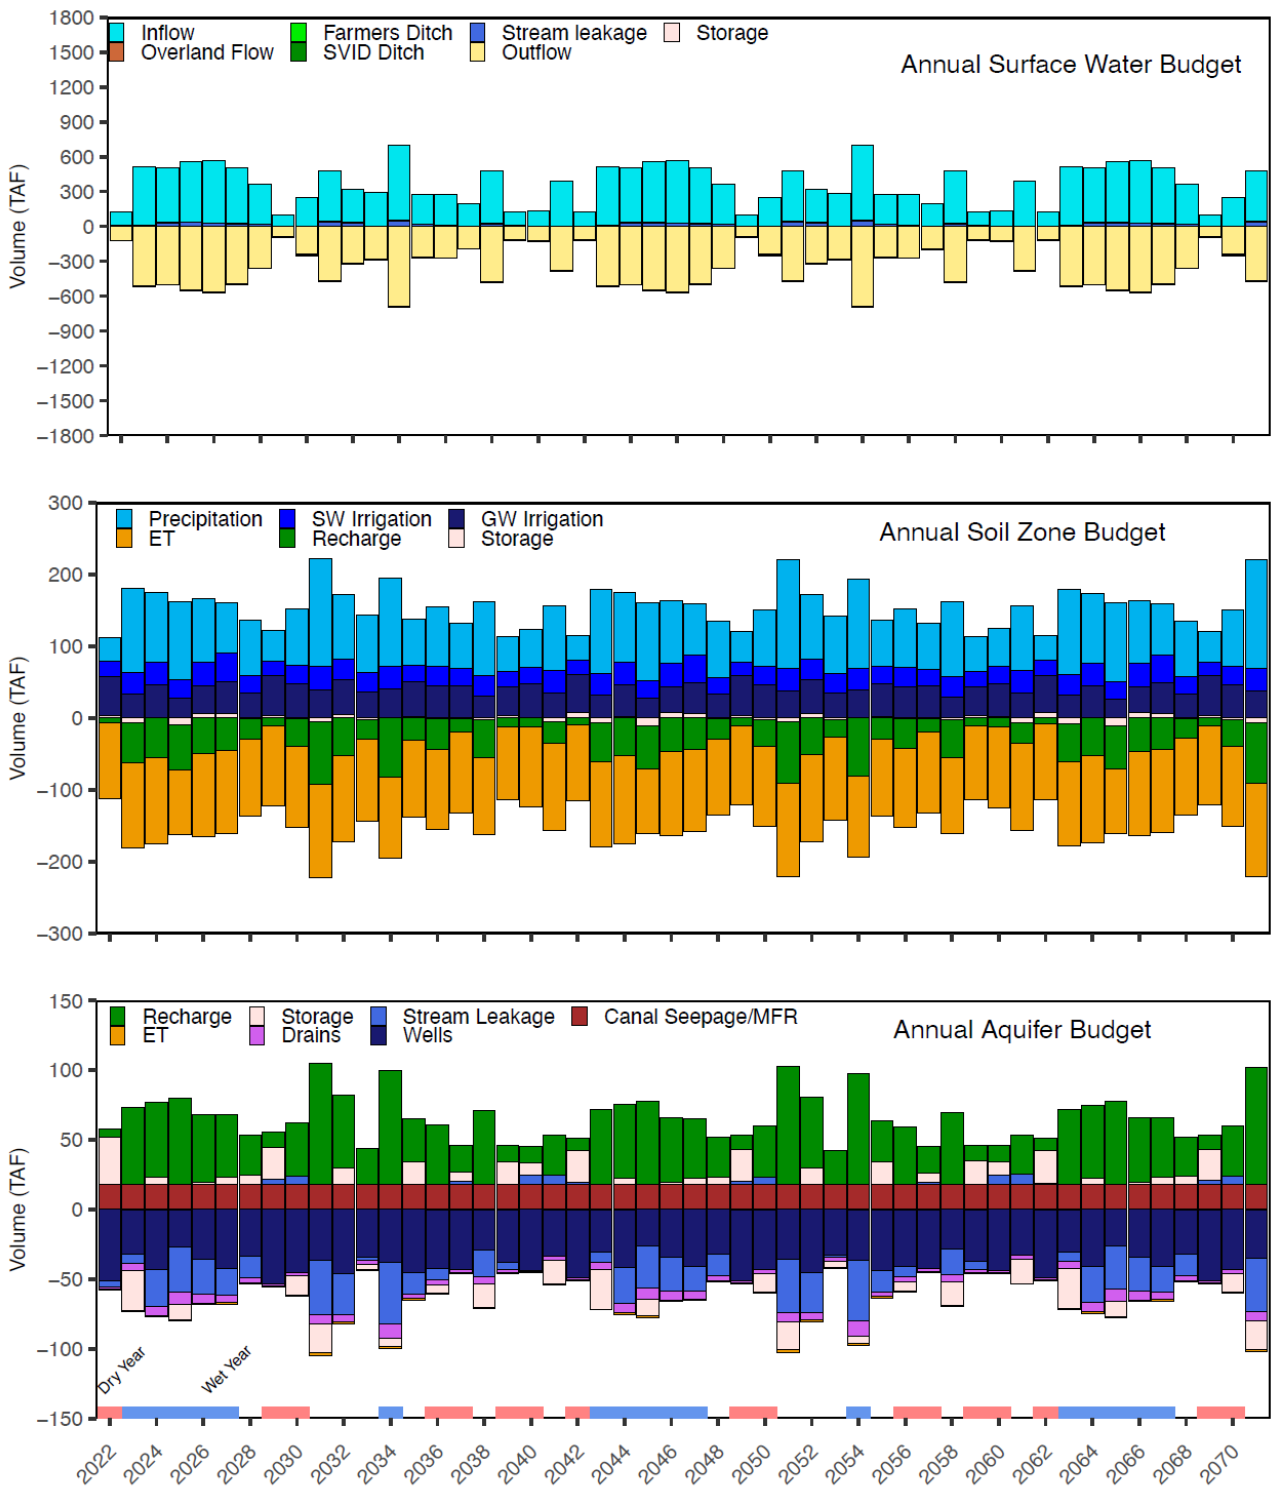 Annual Surface Water Budget
Inflow Farmers Ditch Stream leakage Storage
Overland Flow SVID Ditch Outflow
Volume (TAF)
1800
1500
1200
900
600
300
0
−300
−600
−900
−1200
−1500
−1800
Annual Soil Zone Budget
Precipitation SW Irrigation GW Irrigation
ET Recharge Storage
Volume (TAF)
300
200
100
0
−100
−200
−300
Annual Aquifer Budget
Recharge Storage Stream Leakage Canal Seepage/MFR
ET Drains Wells
Volume (TAF)
150
100
50
0
−50
−100
−150
Dry Year
Wet Year
2022 2024 2026 2028 2030 2032 2034 2036 2038 2040 2042 2044 2046 2048 2050 2052 2054 2056 2058 2060 2062 2064 2066 2068 2070